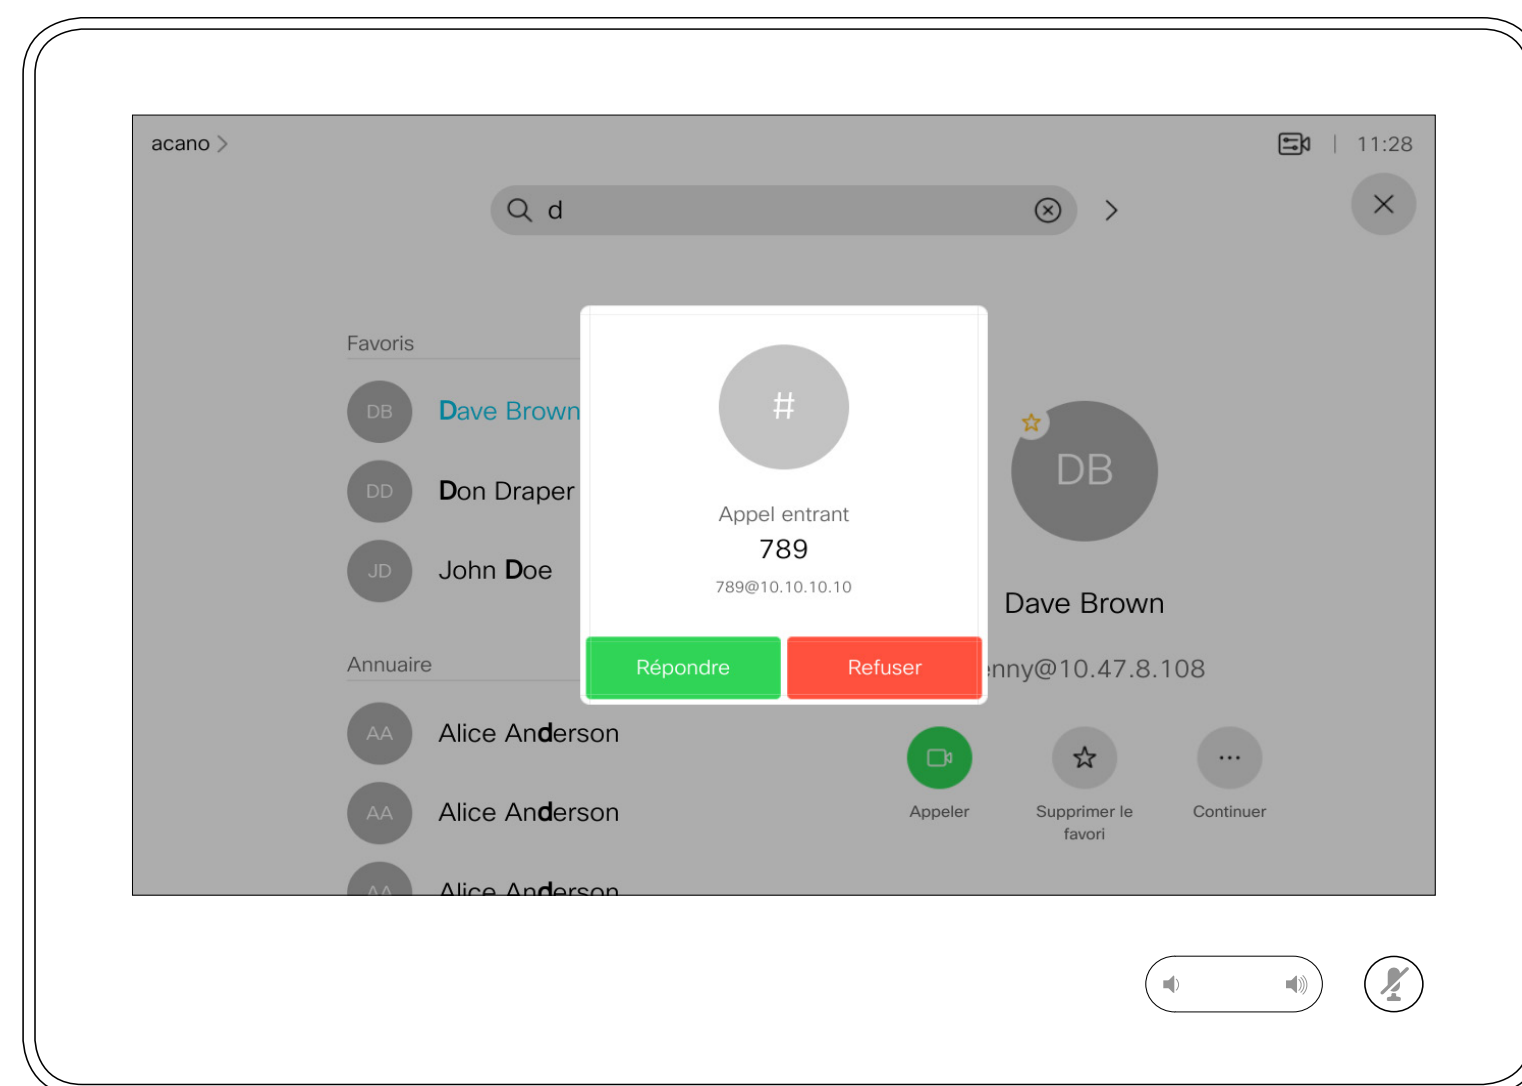 acano
11:28
d
Favoris
DB
Dave Brown
DD
Don Draper
JD
John Doe
Annuaire
AA
Alice Anderson
AA
Alice Anderson
AA
Alice Anderson
#
Appel entrant
789
789@10.10.10.10
Répondre
Refuser
DB
Dave Brown
enny@10.47.8.108
Appeler
Supprimer le
favori
Continuer